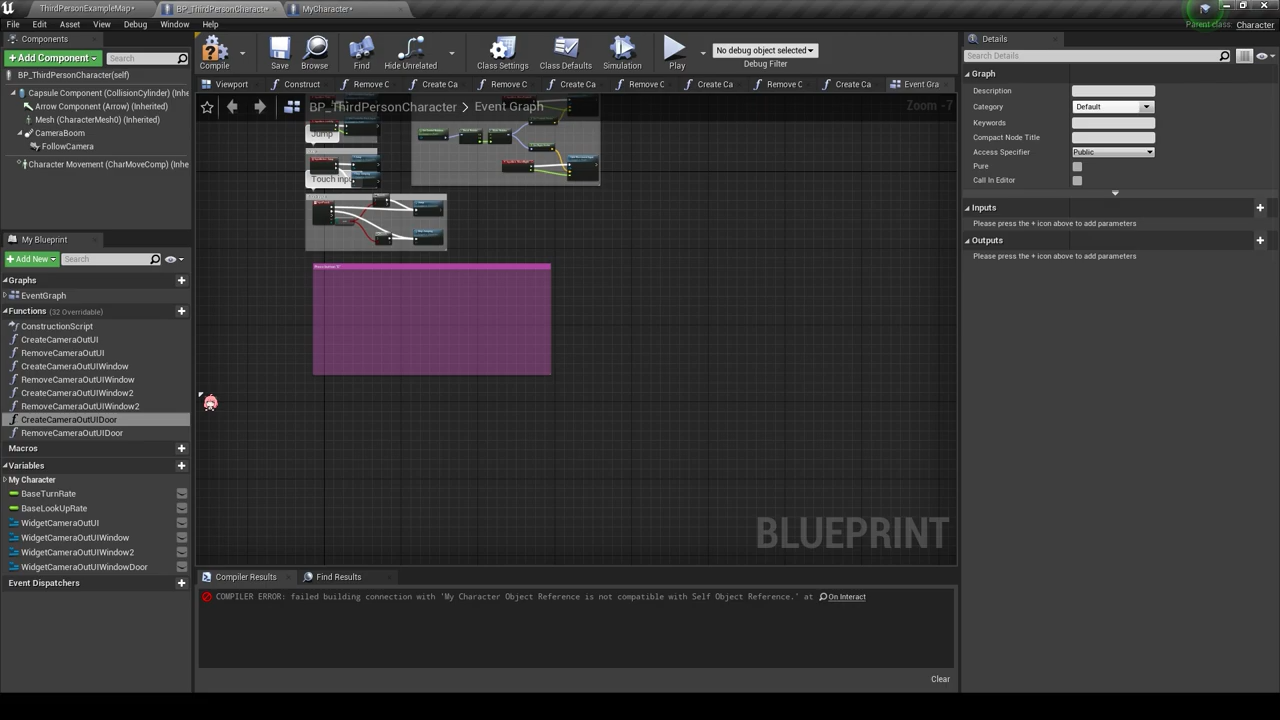 ThirdPersonExampleMap•
BP_ThirdPersonCharacte•
MyCharacter•
File Edit Asset View Debug Window Help
Parent class: Character
Components
+ Add Component
Search
BP_ThirdPersonCharacter(self)
Capsule Component (CollisionCylinder) (Inhe
Arrow Component (Arrow) (Inherited)
Mesh (CharacterMesh0) (Inherited)
CameraBoom
FollowCamera
Character Movement (CharMoveComp) (Inhe
My Blueprint
+ Add New
Search
Graphs
EventGraph
Functions (32 Overridable)
ConstructionScript
CreateCameraOutUI
RemoveCameraOutUI
CreateCameraOutUIWindow
RemoveCameraOutUIWindow
CreateCameraOutUIWindow2
RemoveCameraOutUIWindow2
CreateCameraOutUIDoor
RemoveCameraOutUIDoor
Macros
Variables
My Character
BaseTurnRate
BaseLookUpRate
WidgetCameraOutUI
WidgetCameraOutUIWindow
WidgetCameraOutUIWindow2
WidgetCameraOutUIWindowDoor
Event Dispatchers
Compile
Save
Browse
Find
Hide Unrelated
Class Settings
Class Defaults
Simulation
Play
No debug object selected
Debug Filter
Viewport
Construct
Remove C
Create Ca
Remove C
Create Ca
Remove C
Create Ca
Remove C
Create Ca
Event Gra
BP_ThirdPersonCharacter > Event Graph
Zoom -7
Jump
Touch inp
BLUEPRINT
Compiler Results
Find Results
COMPILER ERROR: failed building connection with 'My Character Object Reference is not compatible with Self Object Reference.' at On Interact
Clear
Details
Search Details
Graph
Description
Category
Default
Keywords
Compact Node Title
Access Specifier
Public
Pure
Call In Editor
Inputs
Please press the + icon above to add parameters
Outputs
Please press the + icon above to add parameters